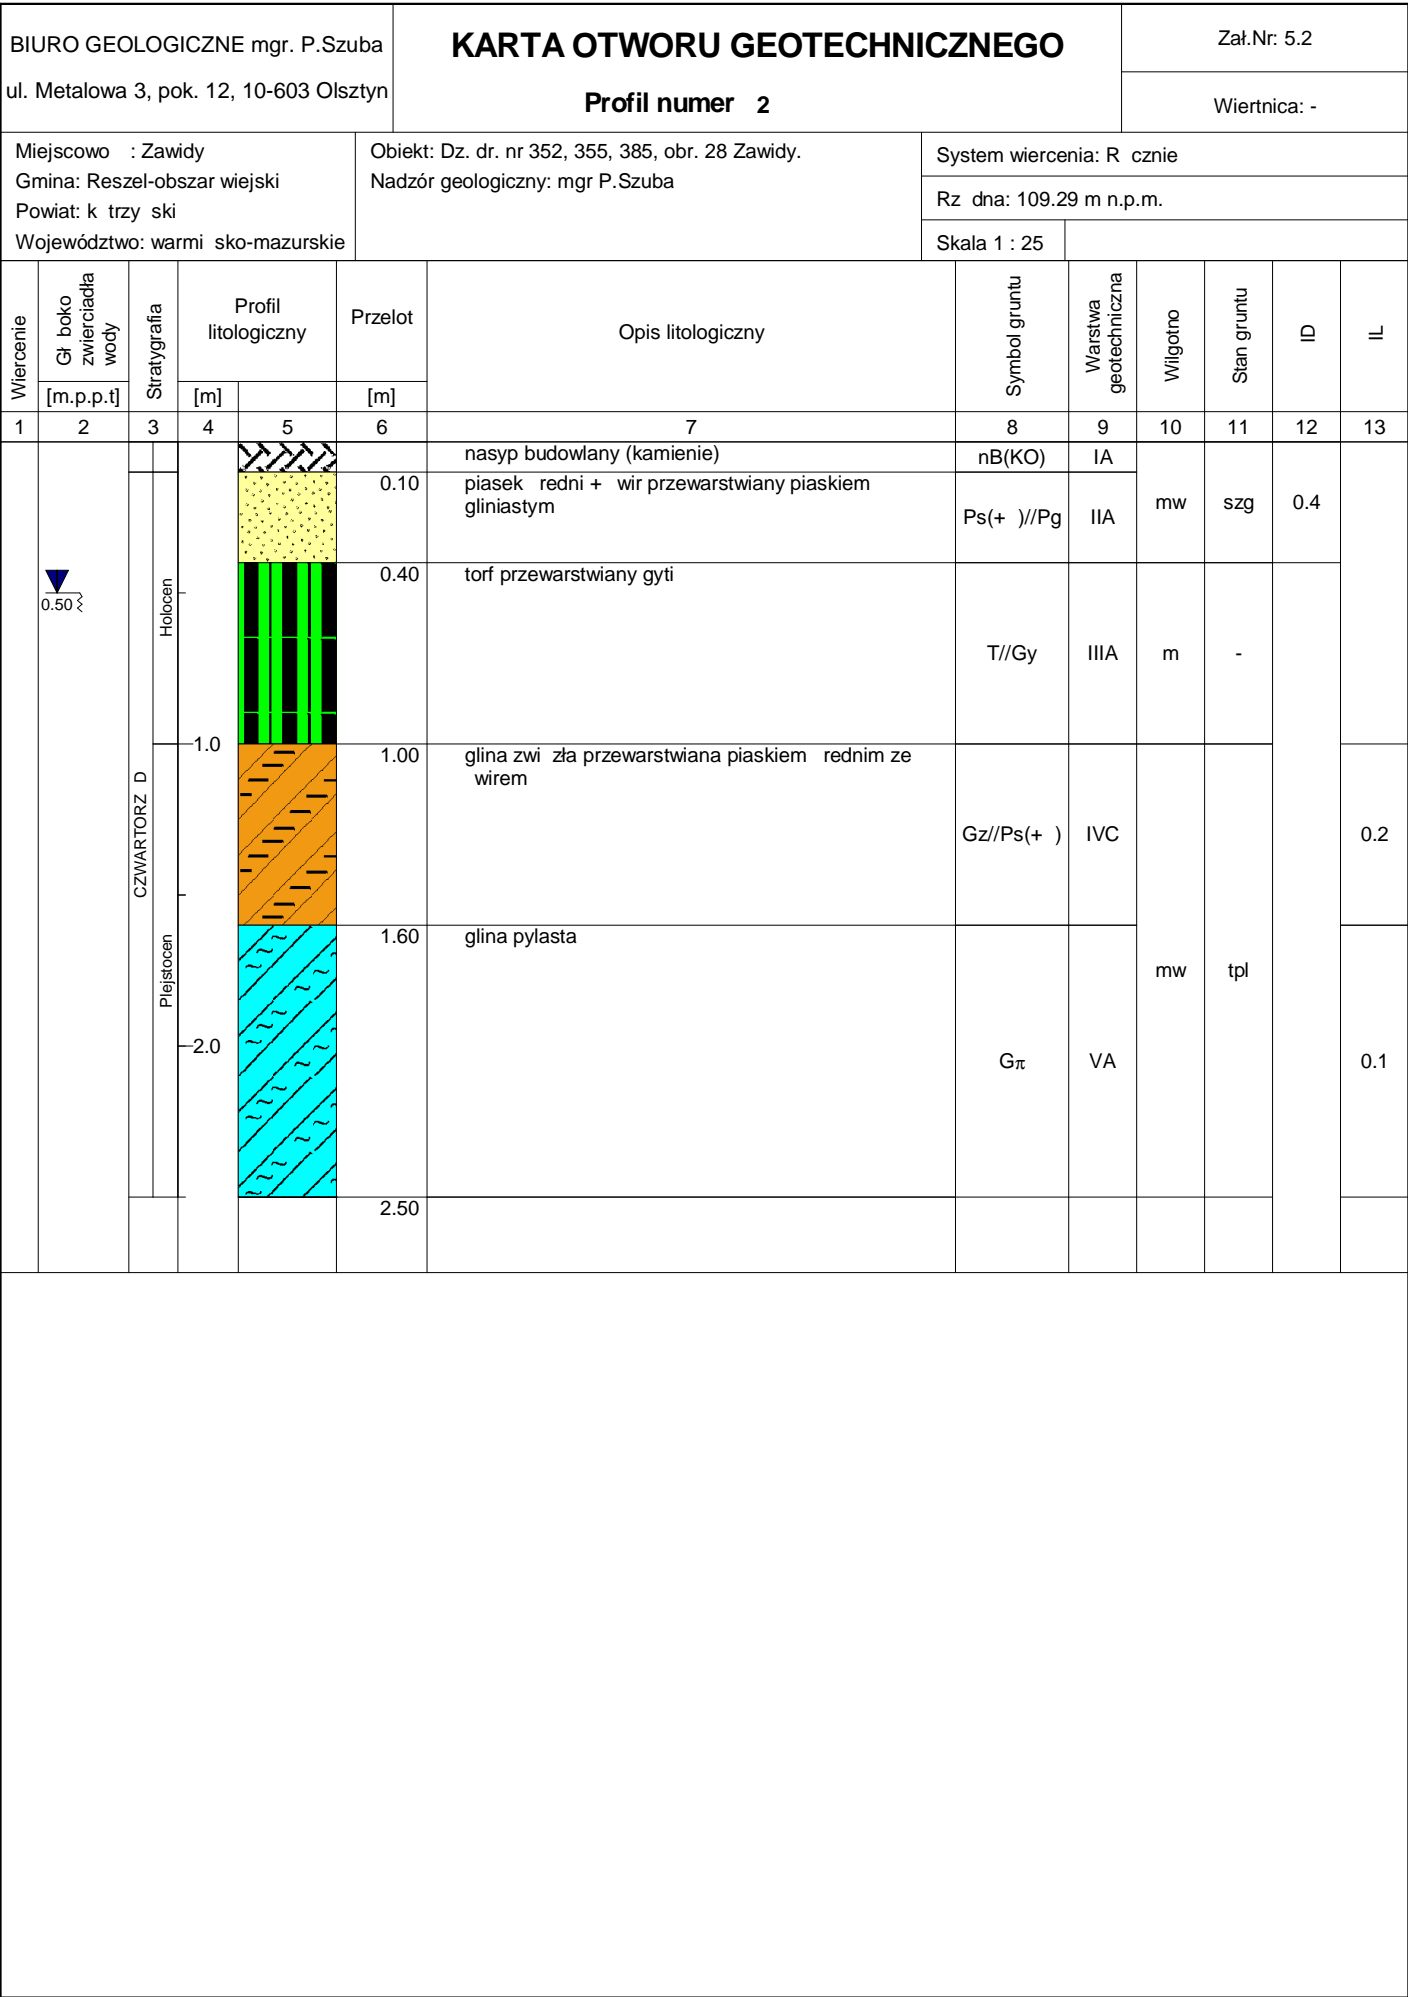 BIURO GEOLOGICZNE mgr. P.Szuba
ul. Metalowa 3, pok. 12, 10-603 Olsztyn
KARTA OTWORU GEOTECHNICZNEGO
Profil numer 2
Zał.Nr: 5.2
Wiertnica: -
Miejscowo : Zawidy
Gmina: Reszel-obszar wiejski
Powiat: k trzy ski
Województwo: warmi sko-mazurskie
Obiekt: Dz. dr. nr 352, 355, 385, obr. 28 Zawidy.
Nadzór geologiczny: mgr P.Szuba
System wiercenia: R cznie
Rz dna: 109.29 m n.p.m.
Skala 1 : 25
Wiercenie
Gł boko
zwierciadła
wody
[m.p.p.t]
Stratygrafia
Profil
litologiczny
[m]
Przelot
[m]
Opis litologiczny
Symbol gruntu
Warstwa
geotechniczna
Wilgotno
Stan gruntu
ID
IL
1 2 3 4 5 6 7 8 9 10 11 12 13
nasyp budowlany (kamienie) nB(KO) IA
0.10 piasek redni + wir przewarstwiany piaskiem
gliniastym
Ps(+ )//Pg IIA mw szg 0.4
0.40 torf przewarstwiany gyti
0.50
Holocen
T//Gy IIIA m -
1.0
1.00 glina zwi zła przewarstwiana piaskiem rednim ze
wirem
CZWARTORZ D
Gz//Ps(+ ) IVC 0.2
1.60 glina pylasta
Plejstocen
mw tpl
2.0
Gπ VA 0.1
2.50